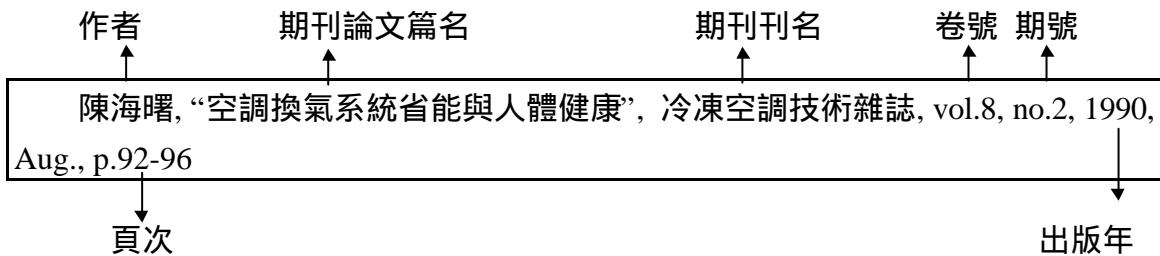 作者 期刊論文篇名 期刊刊名 卷號 期號
陳海曙, “空調換氣系統省能與人體健康”, 冷凍空調技術雜誌, vol.8, no.2, 1990,
Aug., p.92-96
頁次 出版年